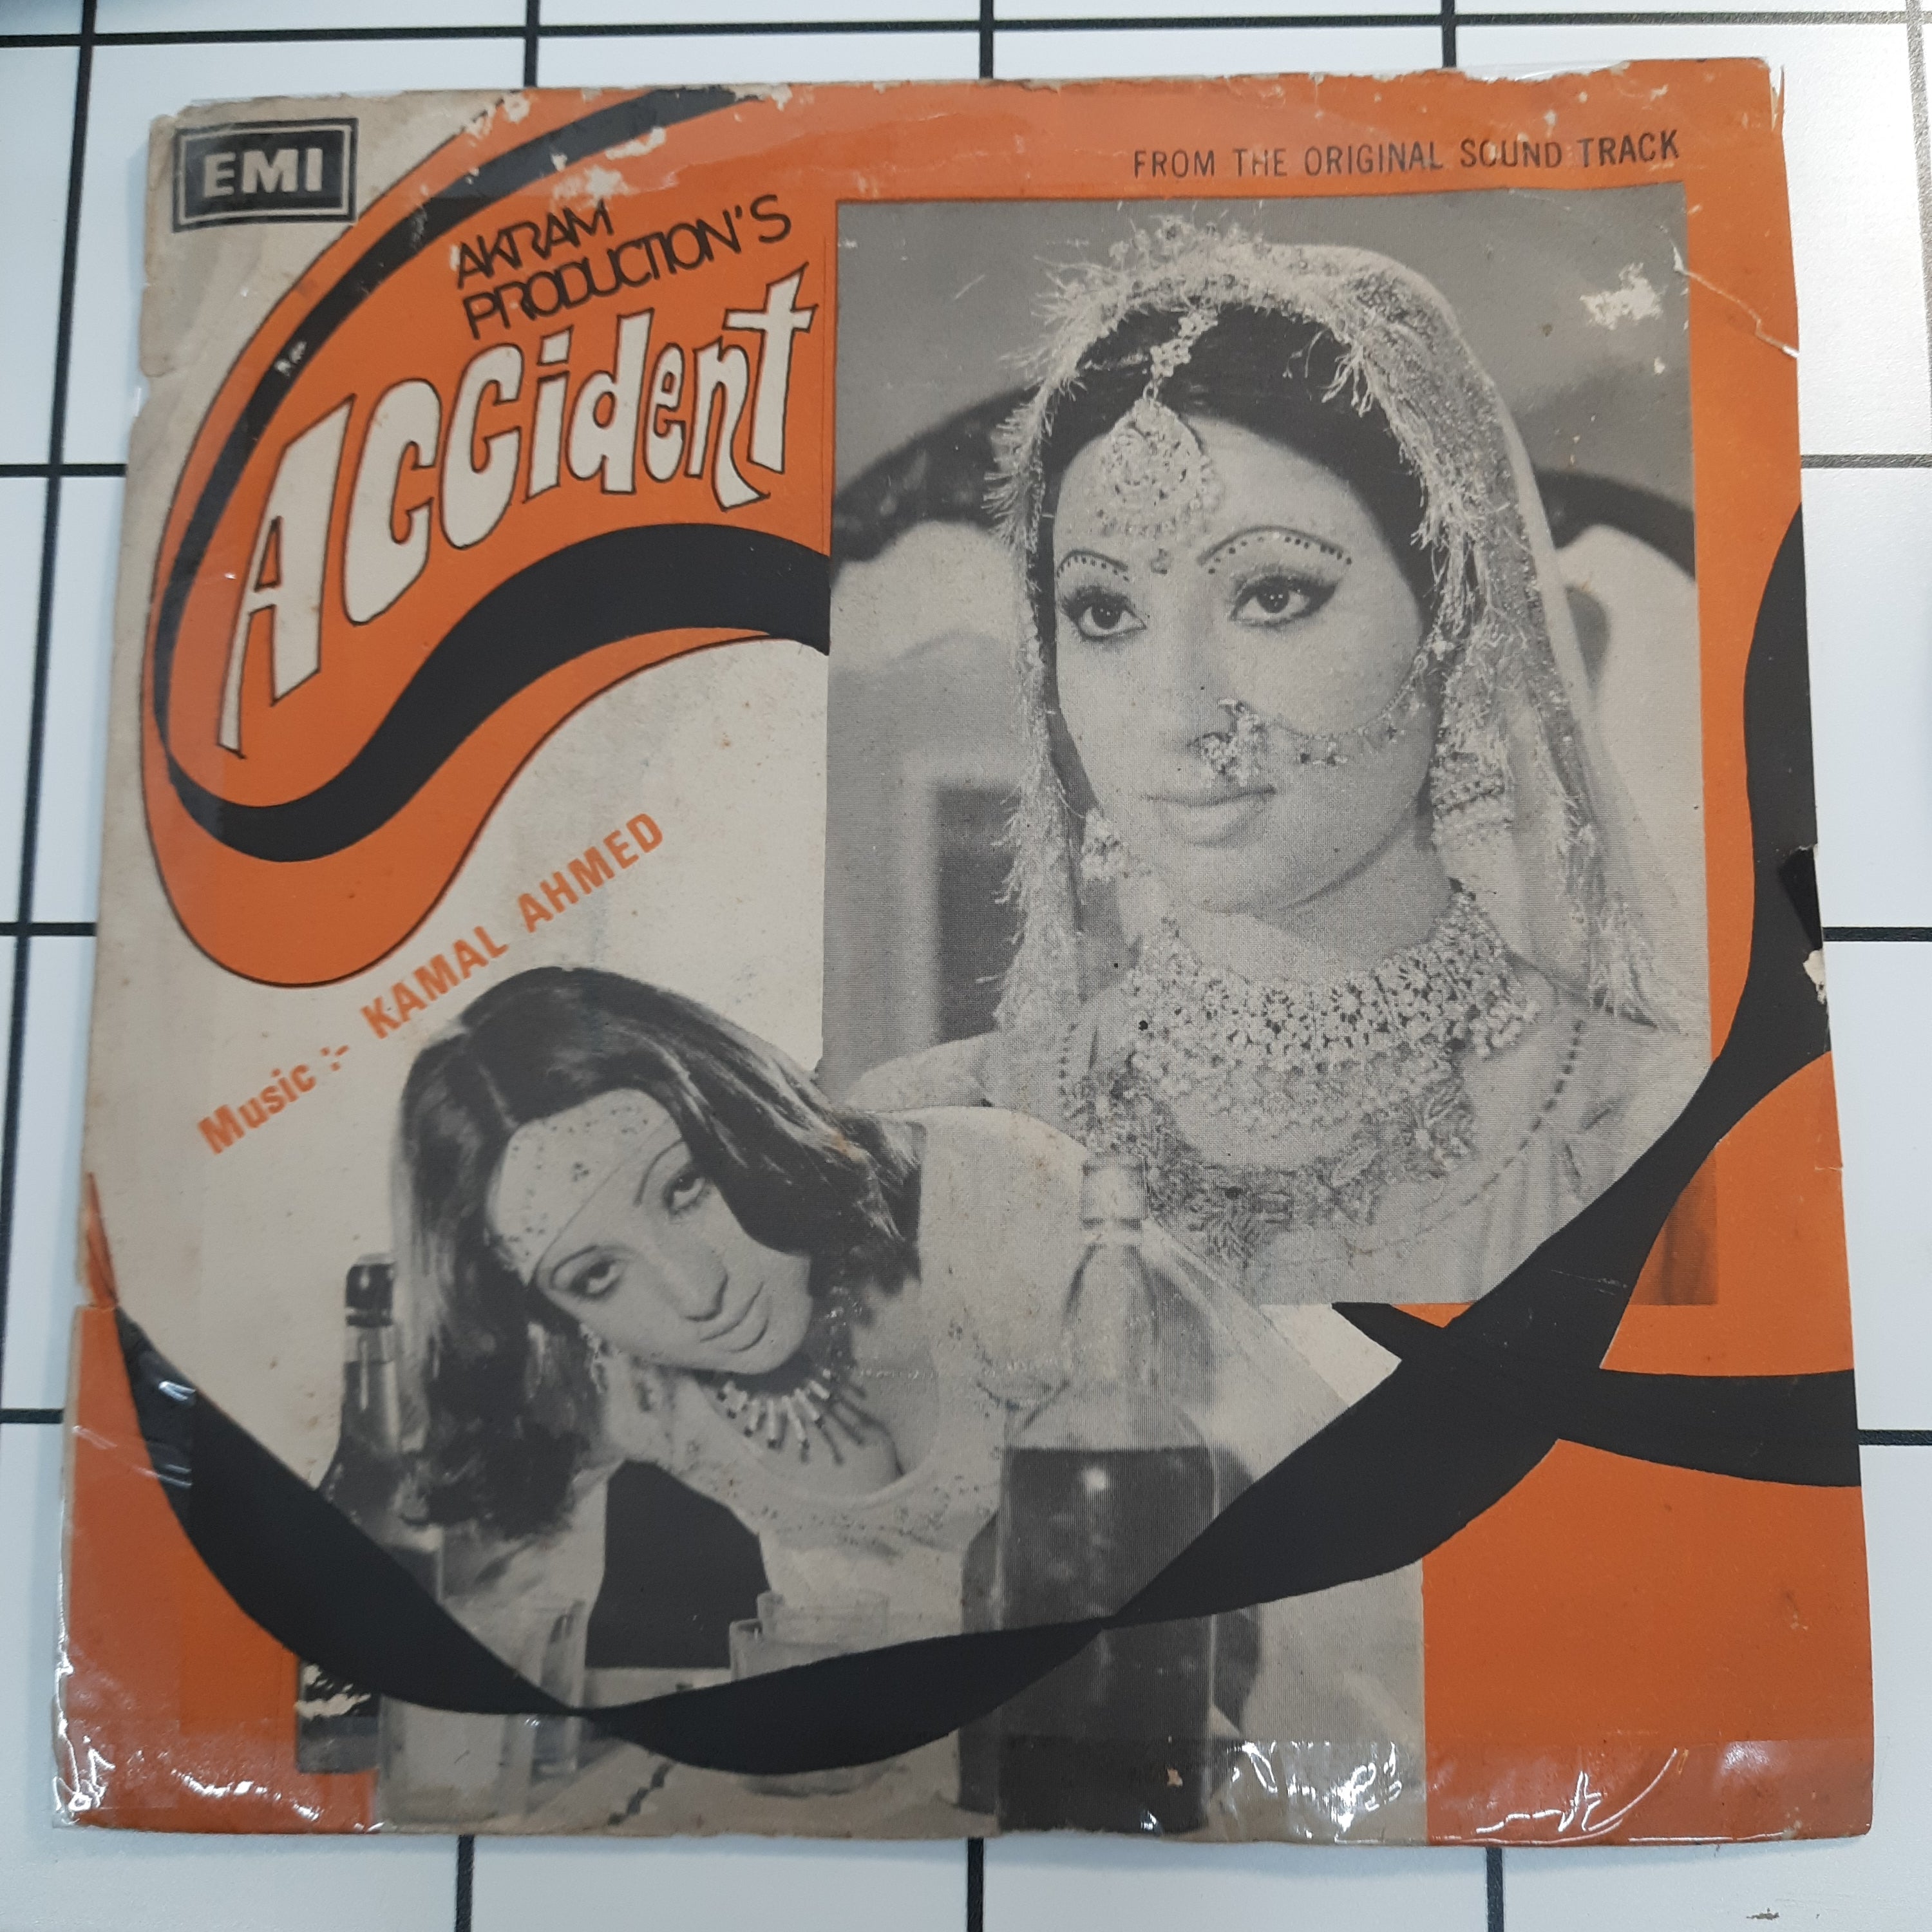 EMI
FROM THE ORIGINAL SOUND TRACK
AKRAM
PRODUCTION'S
Accident
Music :- KAMAL AHMED